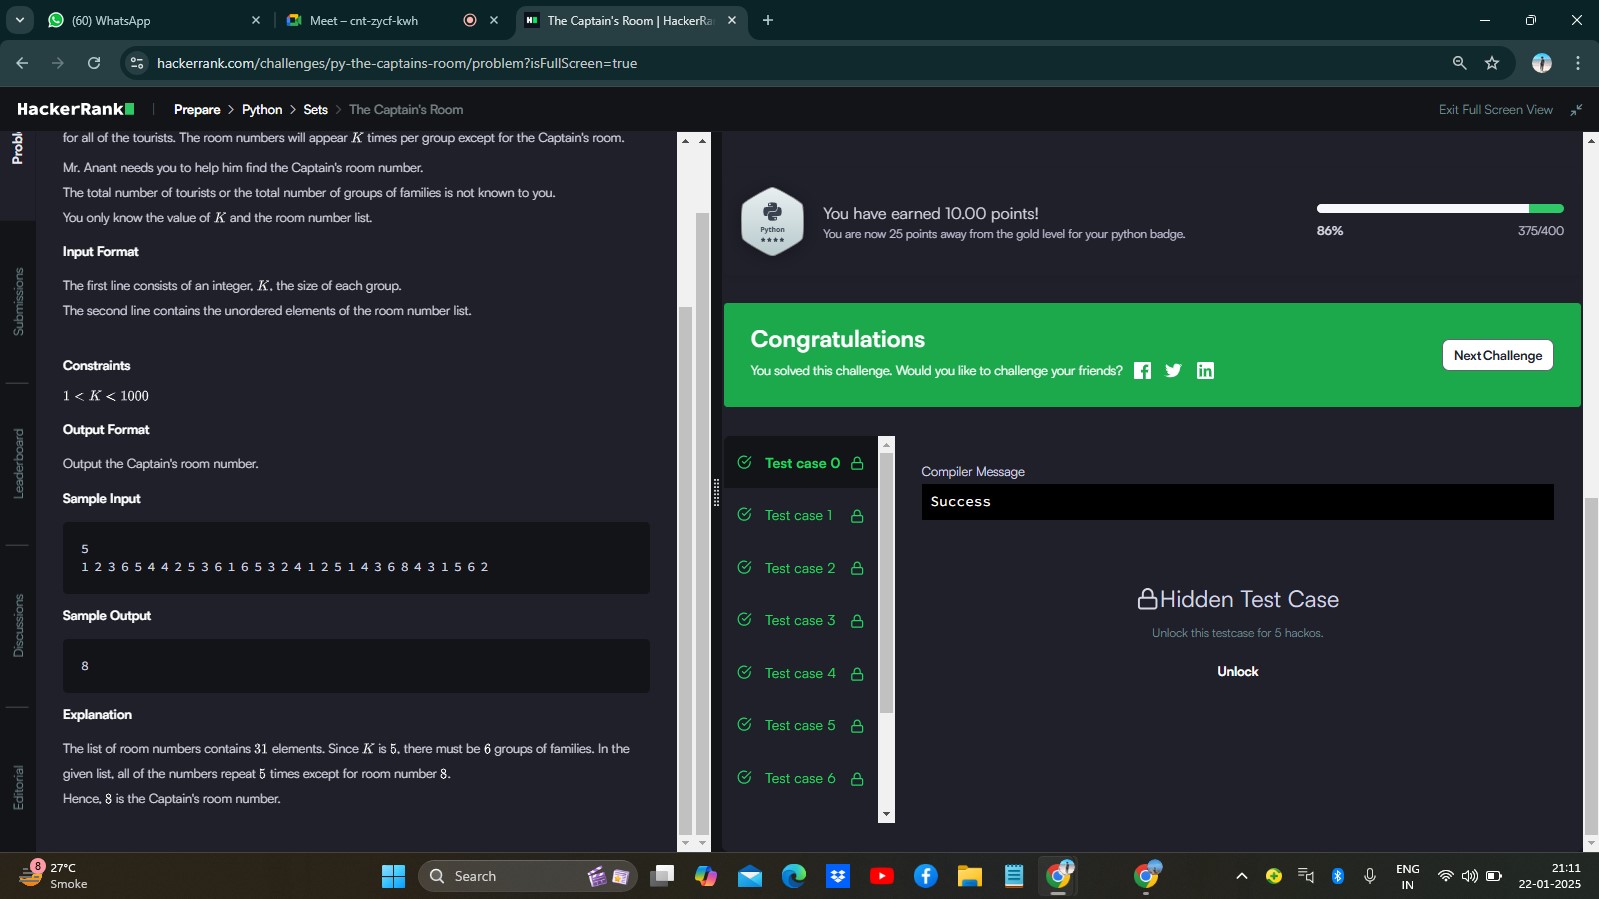 (60) WhatsApp
Meet – cnt-zycf-kwh
The Captain's Room | HackerRa
hackerrank.com/challenges/py-the-captains-room/problem?isFullScreen=true
HackerRank
Prepare > Python > Sets > The Captain's Room
Exit Full Screen View
Probl
Submissions
Leaderboard
Discussions
Editorial
for all of the tourists. The room numbers will appear K times per group except for the Captain's room.
Mr. Anant needs you to help him find the Captain's room number.
The total number of tourists or the total number of groups of families is not known to you.
You only know the value of K and the room number list.
Input Format
The first line consists of an integer, K, the size of each group.
The second line contains the unordered elements of the room number list.
Constraints
1 < K < 1000
Output Format
Output the Captain's room number.
Sample Input
5
1 2 3 6 5 4 4 2 5 3 6 1 6 5 3 2 4 1 2 5 1 4 3 6 8 4 3 1 5 6 2
Sample Output
8
Explanation
The list of room numbers contains 31 elements. Since K is 5, there must be 6 groups of families. In the
given list, all of the numbers repeat 5 times except for room number 8.
Hence, 8 is the Captain's room number.
Python
You have earned 10.00 points!
You are now 25 points away from the gold level for your python badge.
86%
375/400
Congratulations
You solved this challenge. Would you like to challenge your friends?
Next Challenge
Test case 0
Test case 1
Test case 2
Test case 3
Test case 4
Test case 5
Test case 6
Compiler Message
Success
Hidden Test Case
Unlock this testcase for 5 hackos.
Unlock
8
27°C
Smoke
Search
ENG
IN
21:11
22-01-2025